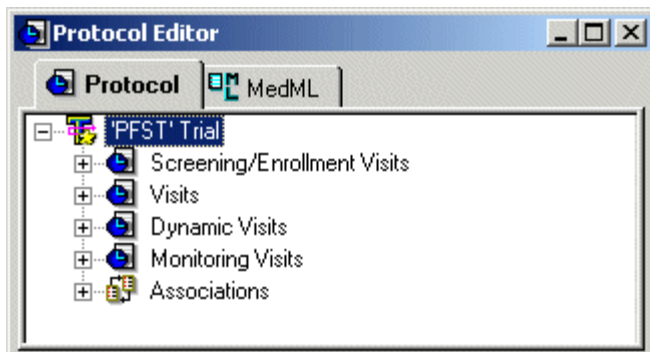 Protocol Editor
Protocol MedML
'PFST' Trial
Screening/Enrollment Visits
Visits
Dynamic Visits
Monitoring Visits
Associations